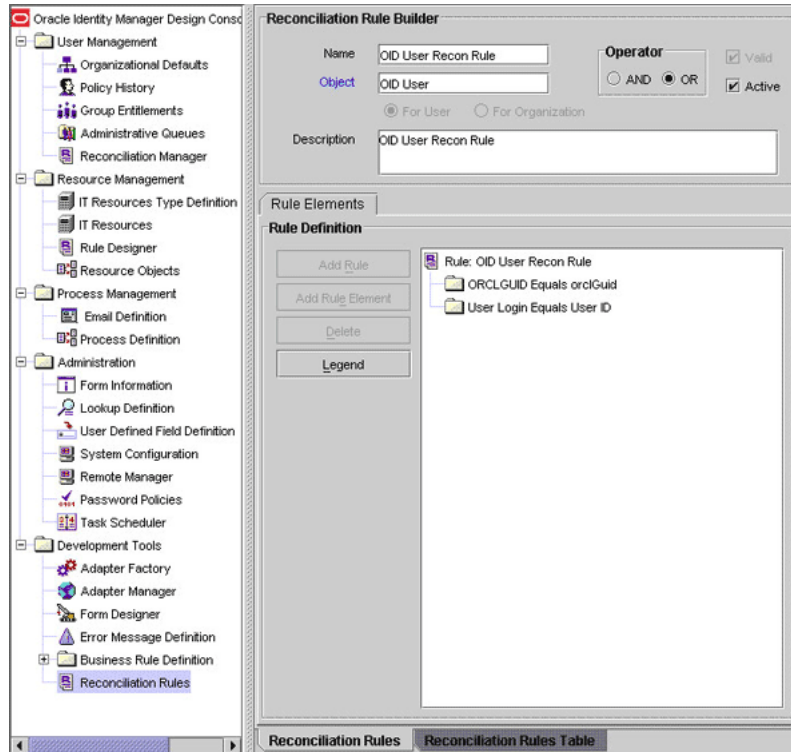 Oracle Identity Manager Design Consc
User Management
Organizational Defaults
Policy History
Group Entitlements
Administrative Queues
Reconciliation Manager
Resource Management
IT Resources Type Definition
IT Resources
Rule Designer
Resource Objects
Process Management
Email Definition
Process Definition
Administration
Form Information
Lookup Definition
User Defined Field Definition
System Configuration
Remote Manager
Password Policies
Task Scheduler
Development Tools
Adapter Factory
Adapter Manager
Form Designer
Error Message Definition
Business Rule Definition
Reconciliation Rules
Reconciliation Rule Builder
Name OID User Recon Rule
Object OID User
For User For Organization
Operator
AND OR
Valid
Active
Description OID User Recon Rule
Rule Elements
Rule Definition
Add Rule
Add Rule Element
Delete
Legend
Rule: OID User Recon Rule
ORCLGUID Equals orclGuid
User Login Equals User ID
Reconciliation Rules Reconciliation Rules Table